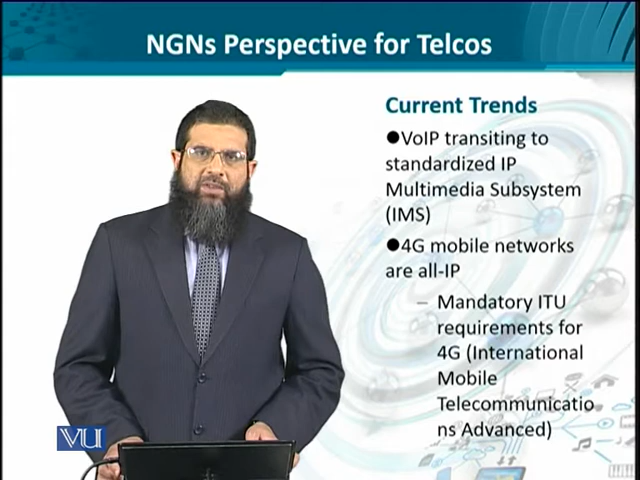 NGNs Perspective for Telcos
Current Trends
●VoIP transiting to
standardized IP
Multimedia Subsystem
(IMS)
●4G mobile networks
are all-IP
– Mandatory ITU
requirements for
4G (International
Mobile
Telecommunicatio
ns Advanced)
VU